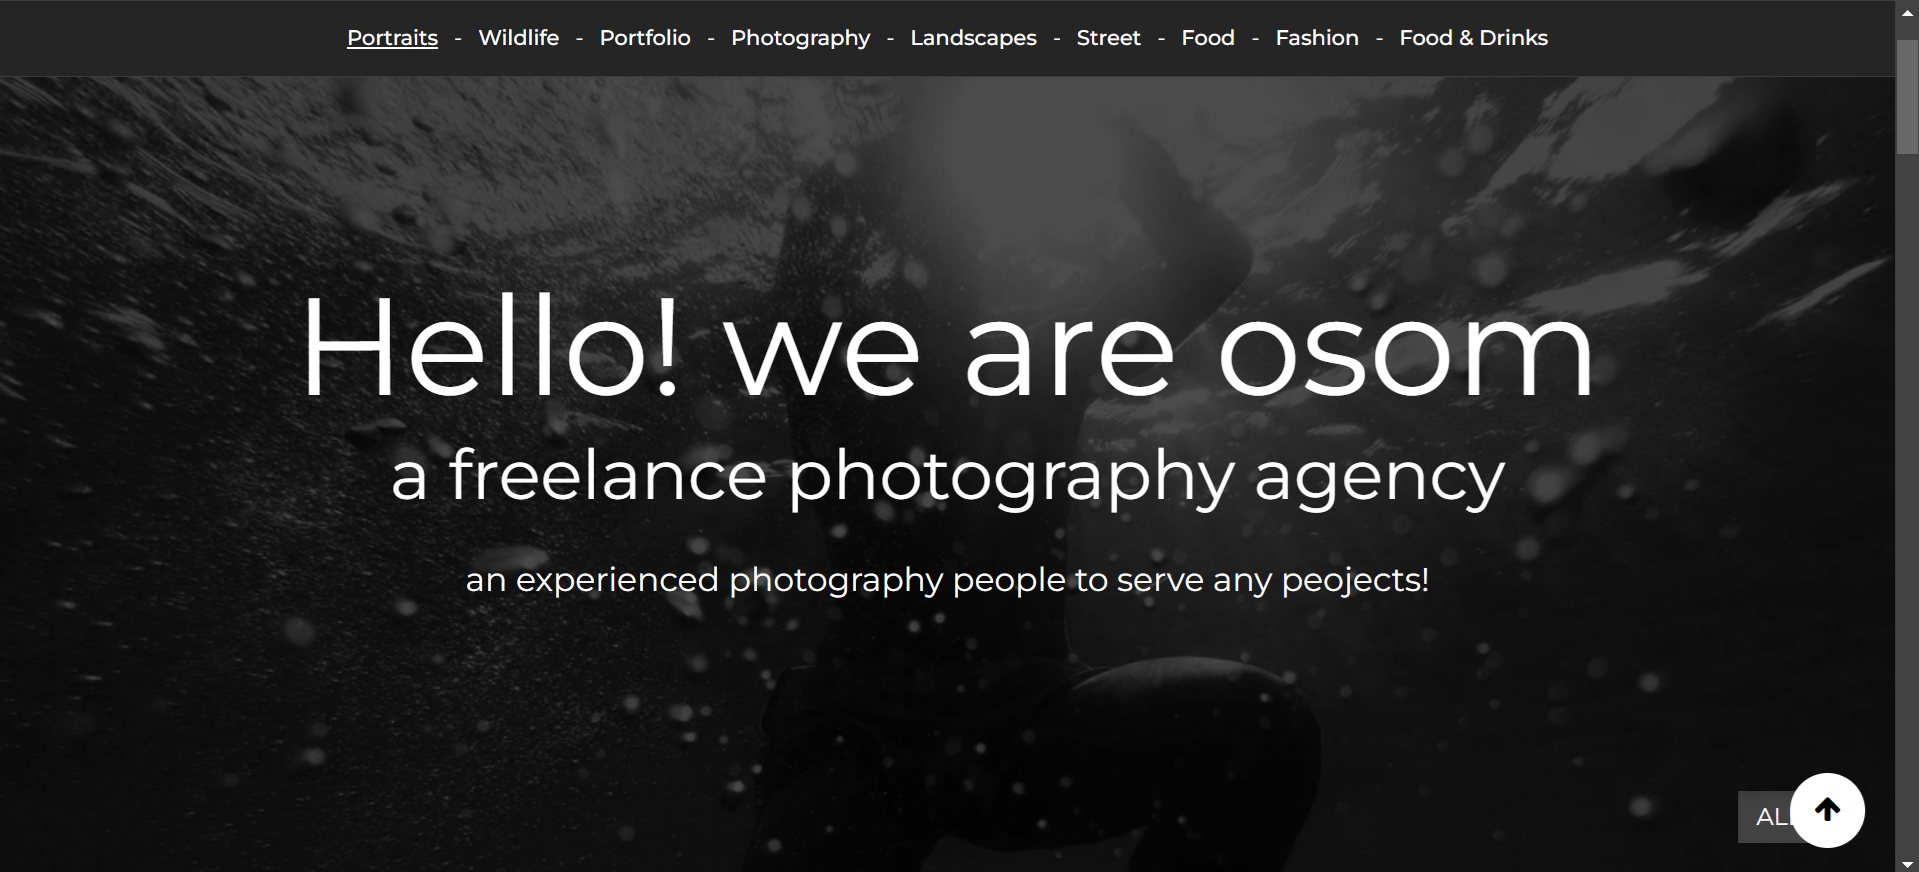 Portraits - Wildlife - Portfolio - Photography - Landscapes - Street - Food - Fashion - Food & Drinks
Hello! we are osom
a freelance photography agency
an experienced photography people to serve any peojects!